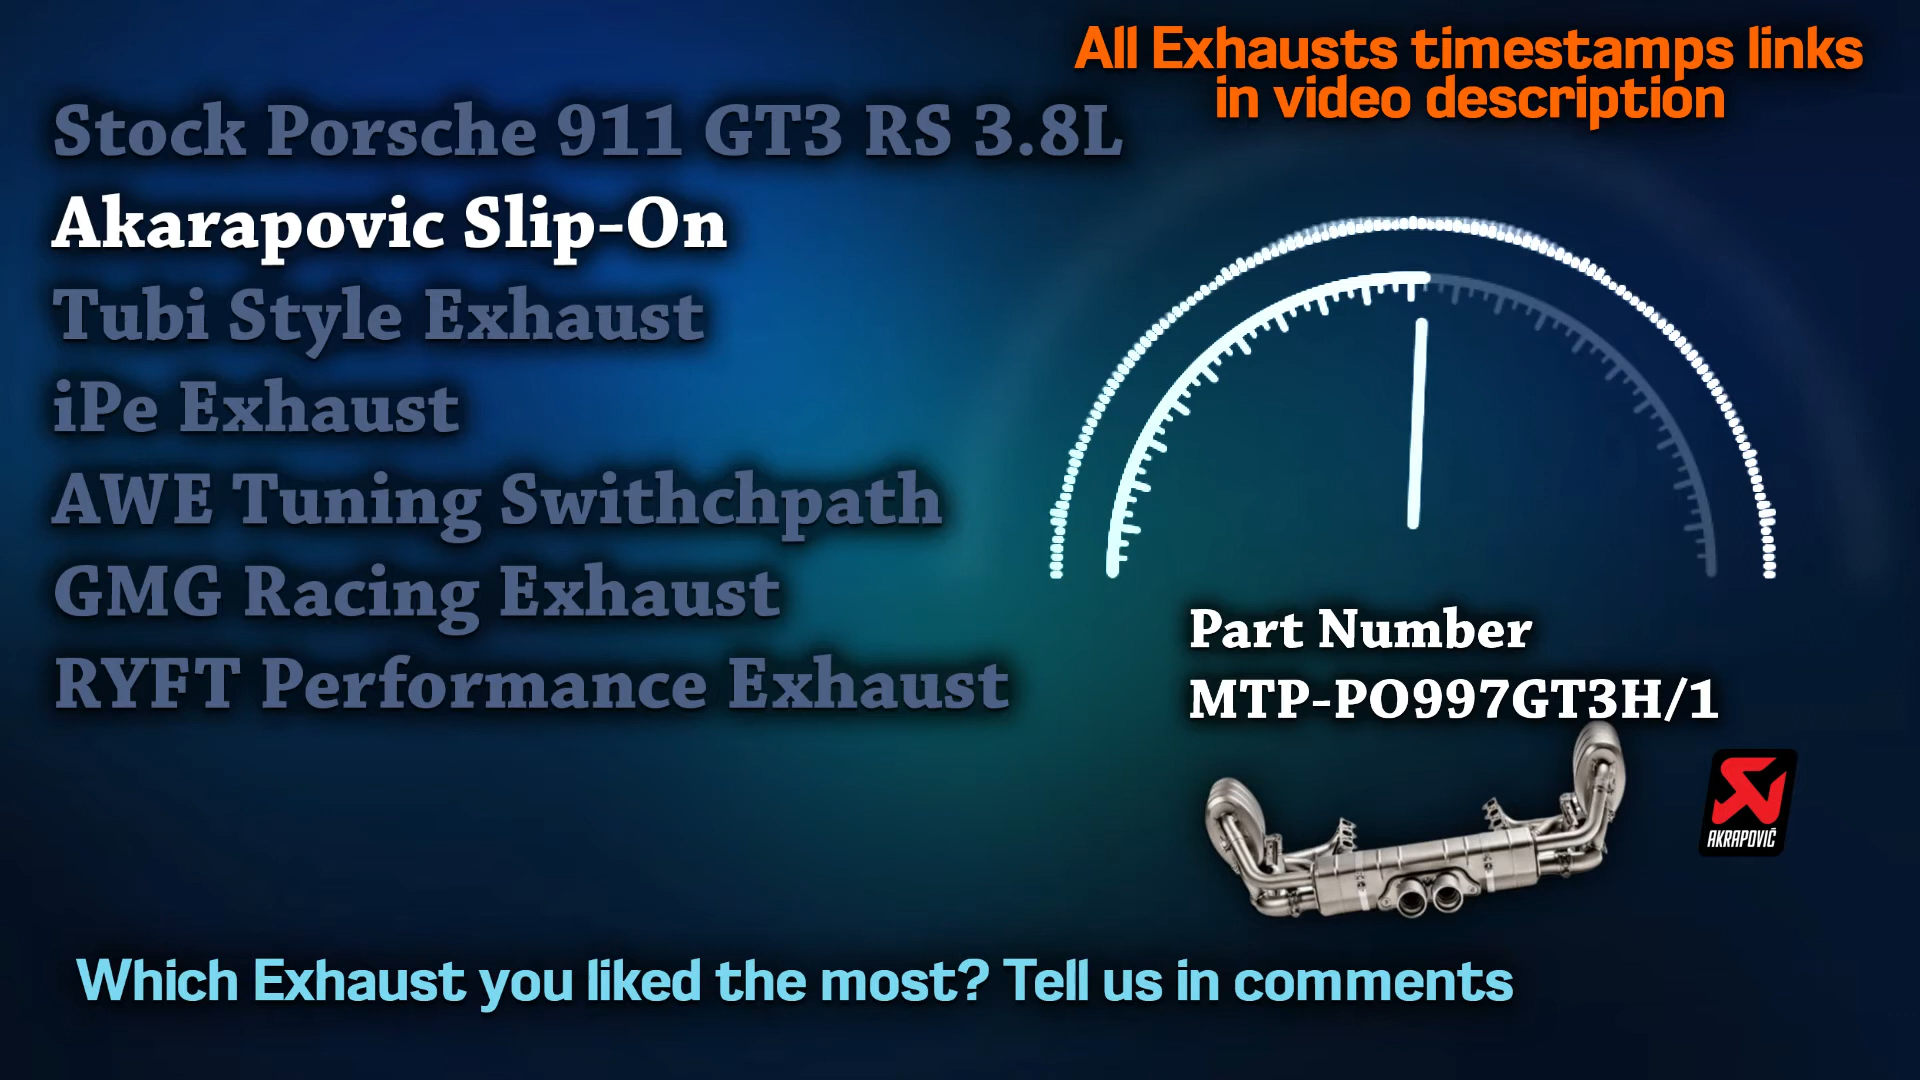 All Exhausts timestamps links
in video description
Stock Porsche 911 GT3 RS 3.8L
Akarapovic Slip-On
Tubi Style Exhaust
iPe Exhaust
AWE Tuning Swithchpath
GMG Racing Exhaust
RYFT Performance Exhaust
Part Number
MTP-PO997GT3H/1
AKRAPOVIČ
Which Exhaust you liked the most? Tell us in comments